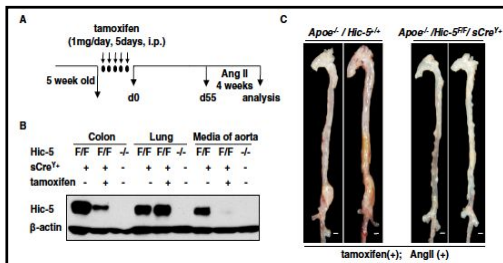 A
tamoxifen
(1mg/day, 5days, i.p.)
5 week old
Ang II
4 weeks
d0
d55
analysis
B
Colon Lung Media of aorta
Hic-5 F/F F/F -/- F/F F/F -/- F/F F/F -/-
sCreY+ + + - + + - + + -
tamoxifen - + - - + - - + -
Hic-5
β-actin
C
Apoe-/- / Hic-5+/+ Apoe-/- / Hic-5F/F/ sCreY+
tamoxifen(+); AngII (+)